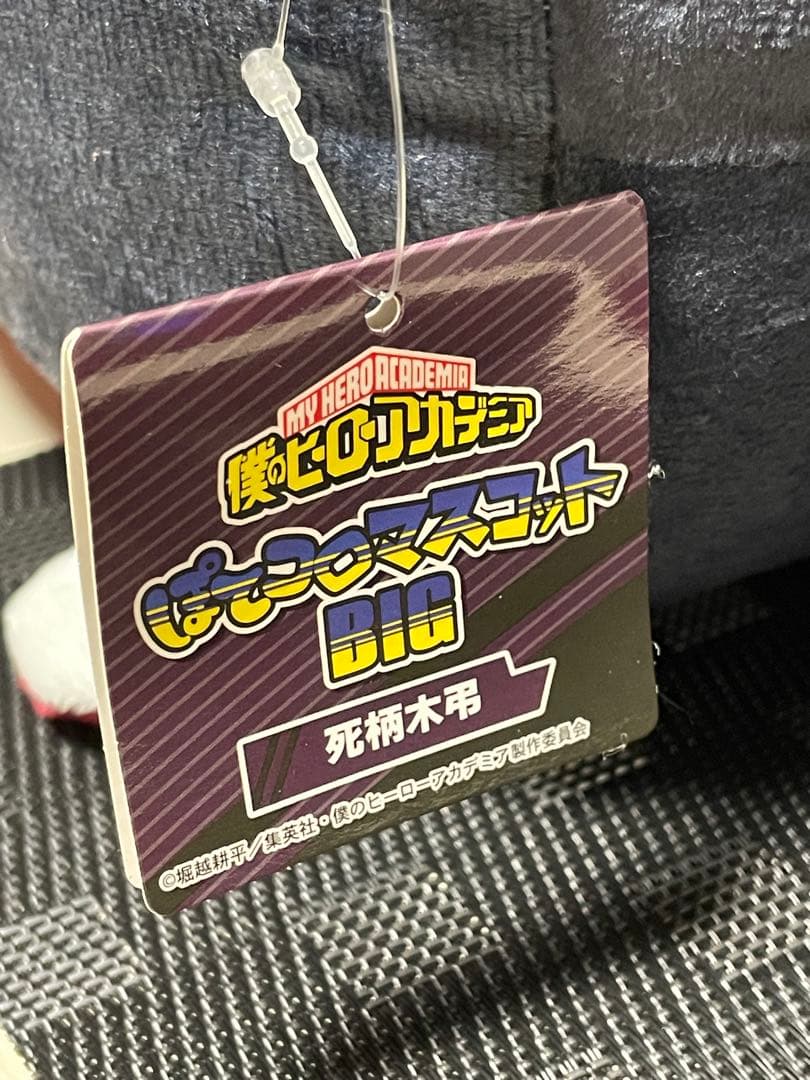 MY HERO ACADEMIA
僕のヒーローアカデミア
ぽてコロマスコット
BIG
死柄木弔
©堀越耕平／集英社・僕のヒーローアカデミア製作委員会